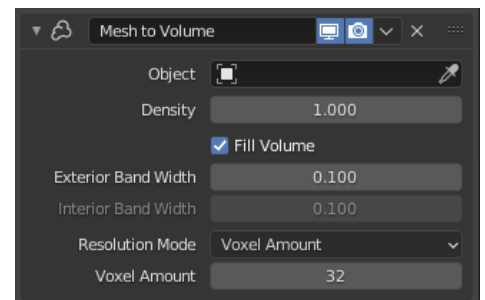 Mesh to Volume
Object
Density 1.000
Fill Volume
Exterior Band Width 0.100
Interior Band Width 0.100
Resolution Mode Voxel Amount
Voxel Amount 32